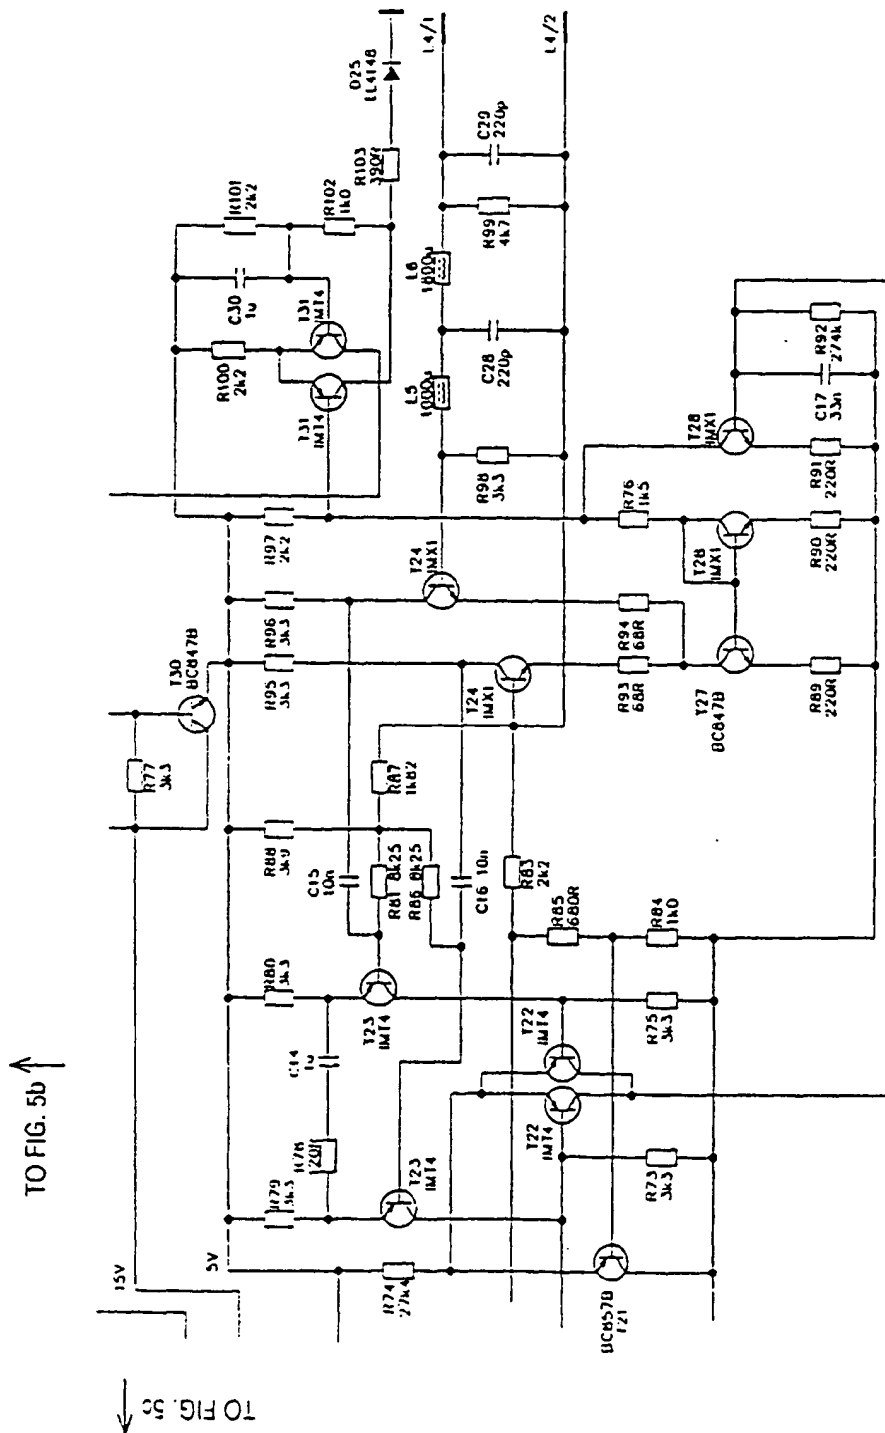 D25
LL4148
L4/1
L4/2
R103
390R
C29
220p
R101
2k2
R102
1k0
R99
4k7
C30
1u
L6
1800µ
T31
IMT4
R100
2k2
C28
220p
R92
274k
L5
1000µ
C17
33n
T31
IMT4
T28
IMX1
R98
3k3
R76
1k5
R91
220R
R97
2k2
T24
IMX1
T28
IMX1
R90
220R
R96
3k3
R94
68R
T30
BC847B
R95
3k3
T24
IMX1
R93
68R
T27
BC847B
R89
220R
R77
3k3
R87
1k82
R88
3k9
C15
10n
R81 8k25
R86 8k25
C16 10n
R83
2k2
R85
680R
R84
1k0
R80
3k3
T23
IMT4
T22
IMT4
R75
3k3
C14
1u
TO FIG. 5b
R78
T22
IMT4
R79
3k3
T23
IMT4
R73
3k3
15V
5V
R74
27k4
BC857B
T21
TO FIG. 5c